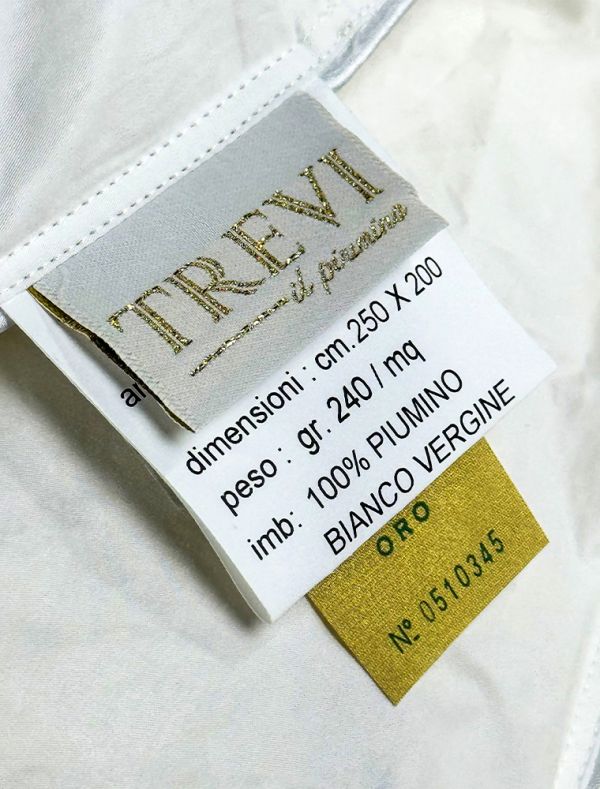 TREVI
il piumino
dimensioni : cm.250 X 200
peso : gr. 240 / mq
imb: 100% PIUMINO
BIANCO VERGINE
ORO
Nº 0510345